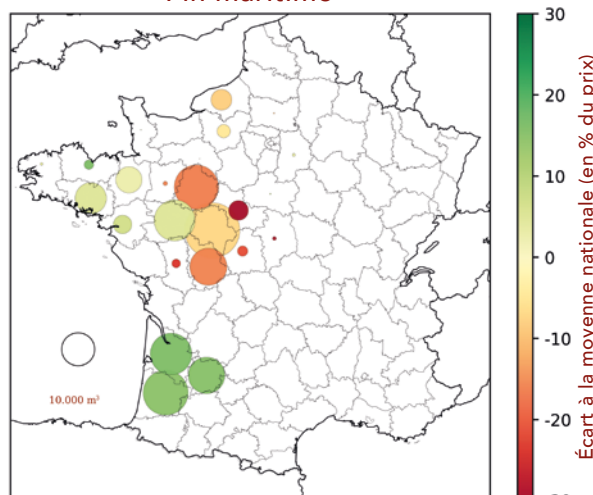 Pin maritime
30
20
10
0
-10
-20
Écart à la moyenne nationale (en % du prix)
10.000 m³